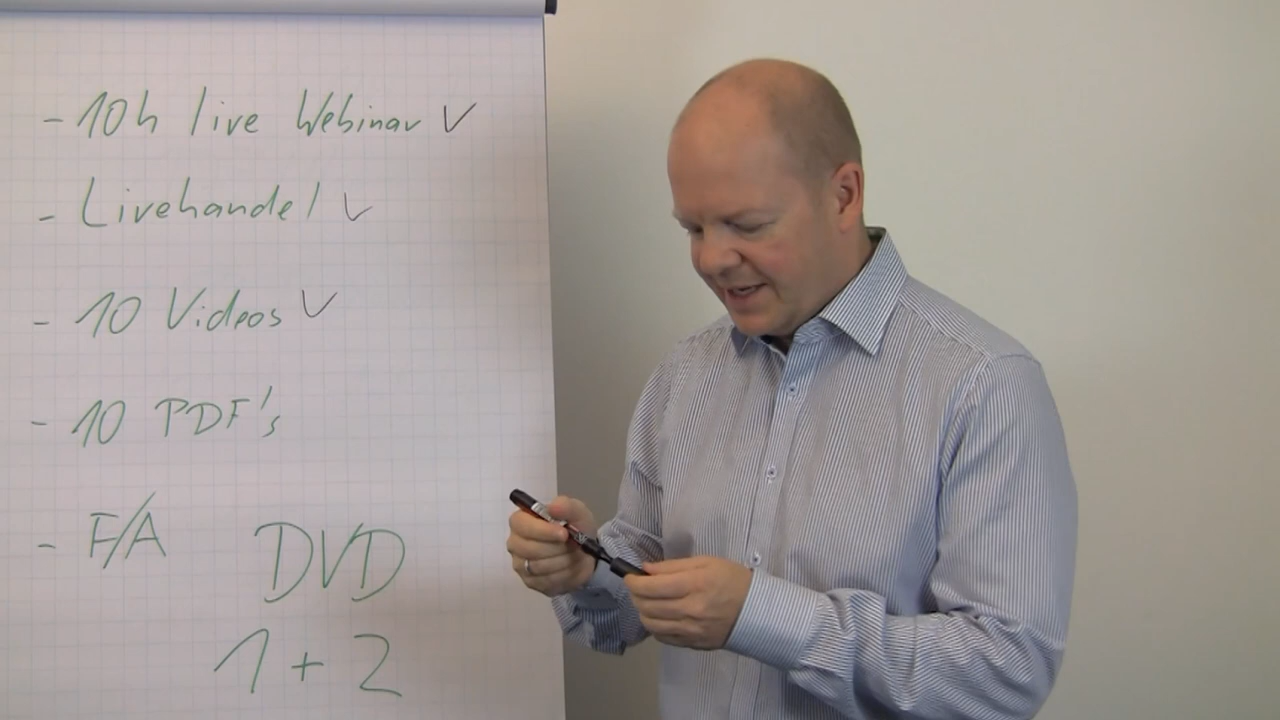 - 10h live Webinar ✓
- Livehandel ✓
- 10 Videos ✓
- 10 PDF's
- F/A DVD
1 + 2